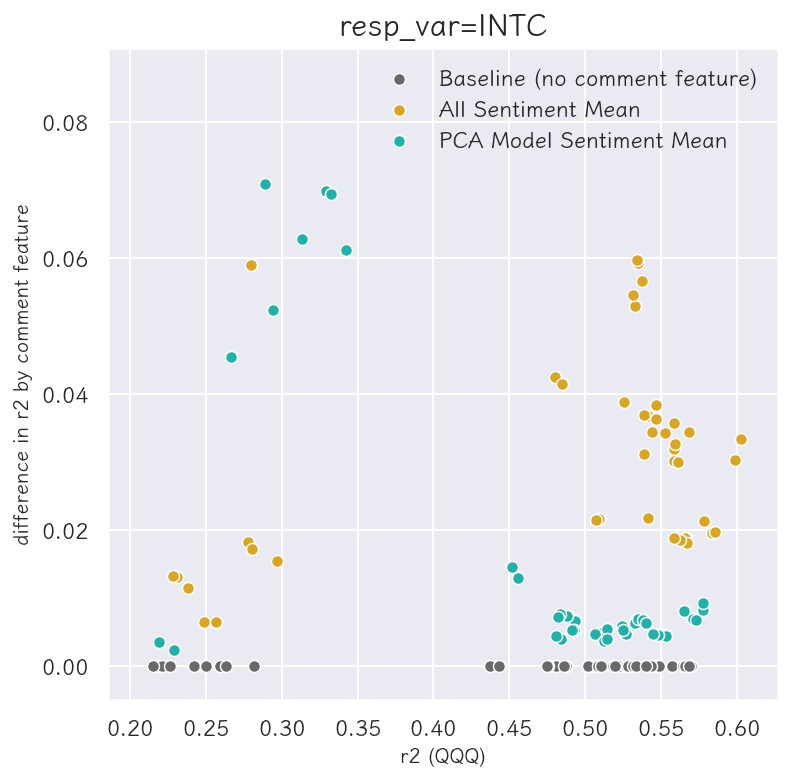 resp_var=INTC
Baseline (no comment feature)
All Sentiment Mean
PCA Model Sentiment Mean
difference in r2 by comment feature
0.08
0.06
0.04
0.02
0.00
0.20 0.25 0.30 0.35 0.40 0.45 0.50 0.55 0.60
r2 (QQQ)